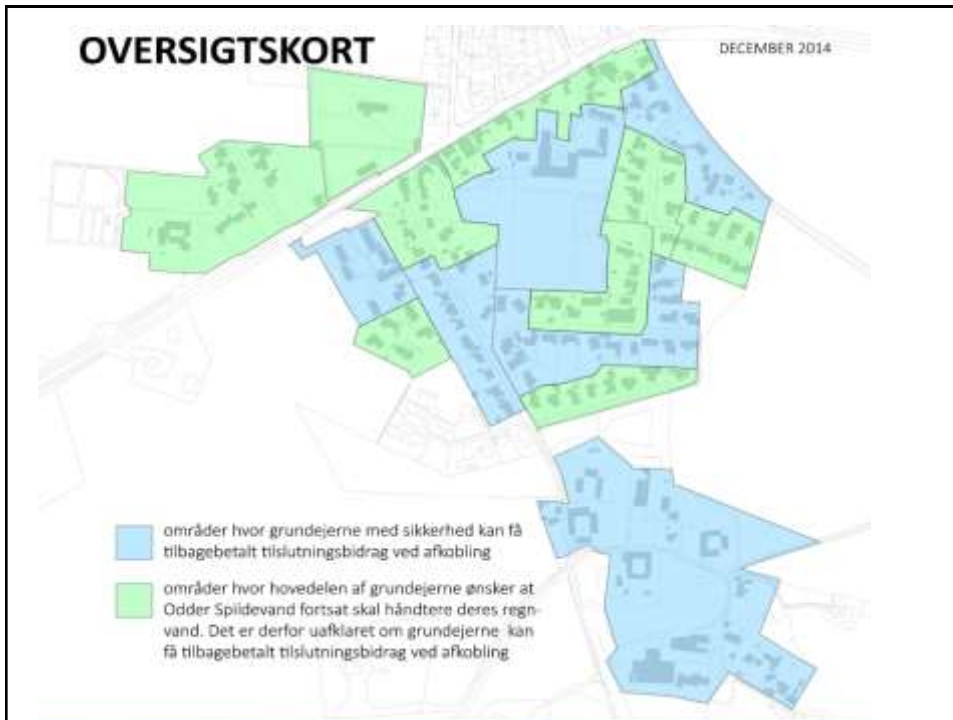 OVERSIGTSKORT
DECEMBER 2014
områder hvor grundejerne med sikkerhed kan få
tilbagebetalt tilslutningsbidrag ved afkobling
områder hvor hovedelen af grundejerne ønsker at
Odder Spildevand fortsat skal håndtere deres regn-
vand. Det er derfor uafklaret om grundejerne kan
få tilbagebetalt tilslutningsbidrag ved afkobling